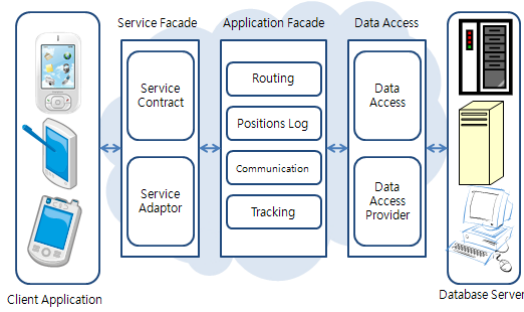 Service Facade
Application Facade
Data Access
Service
Contract
Service
Adaptor
Routing
Positions Log
Communication
Tracking
Data
Access
Data
Access
Provider
Client Application
Database Server